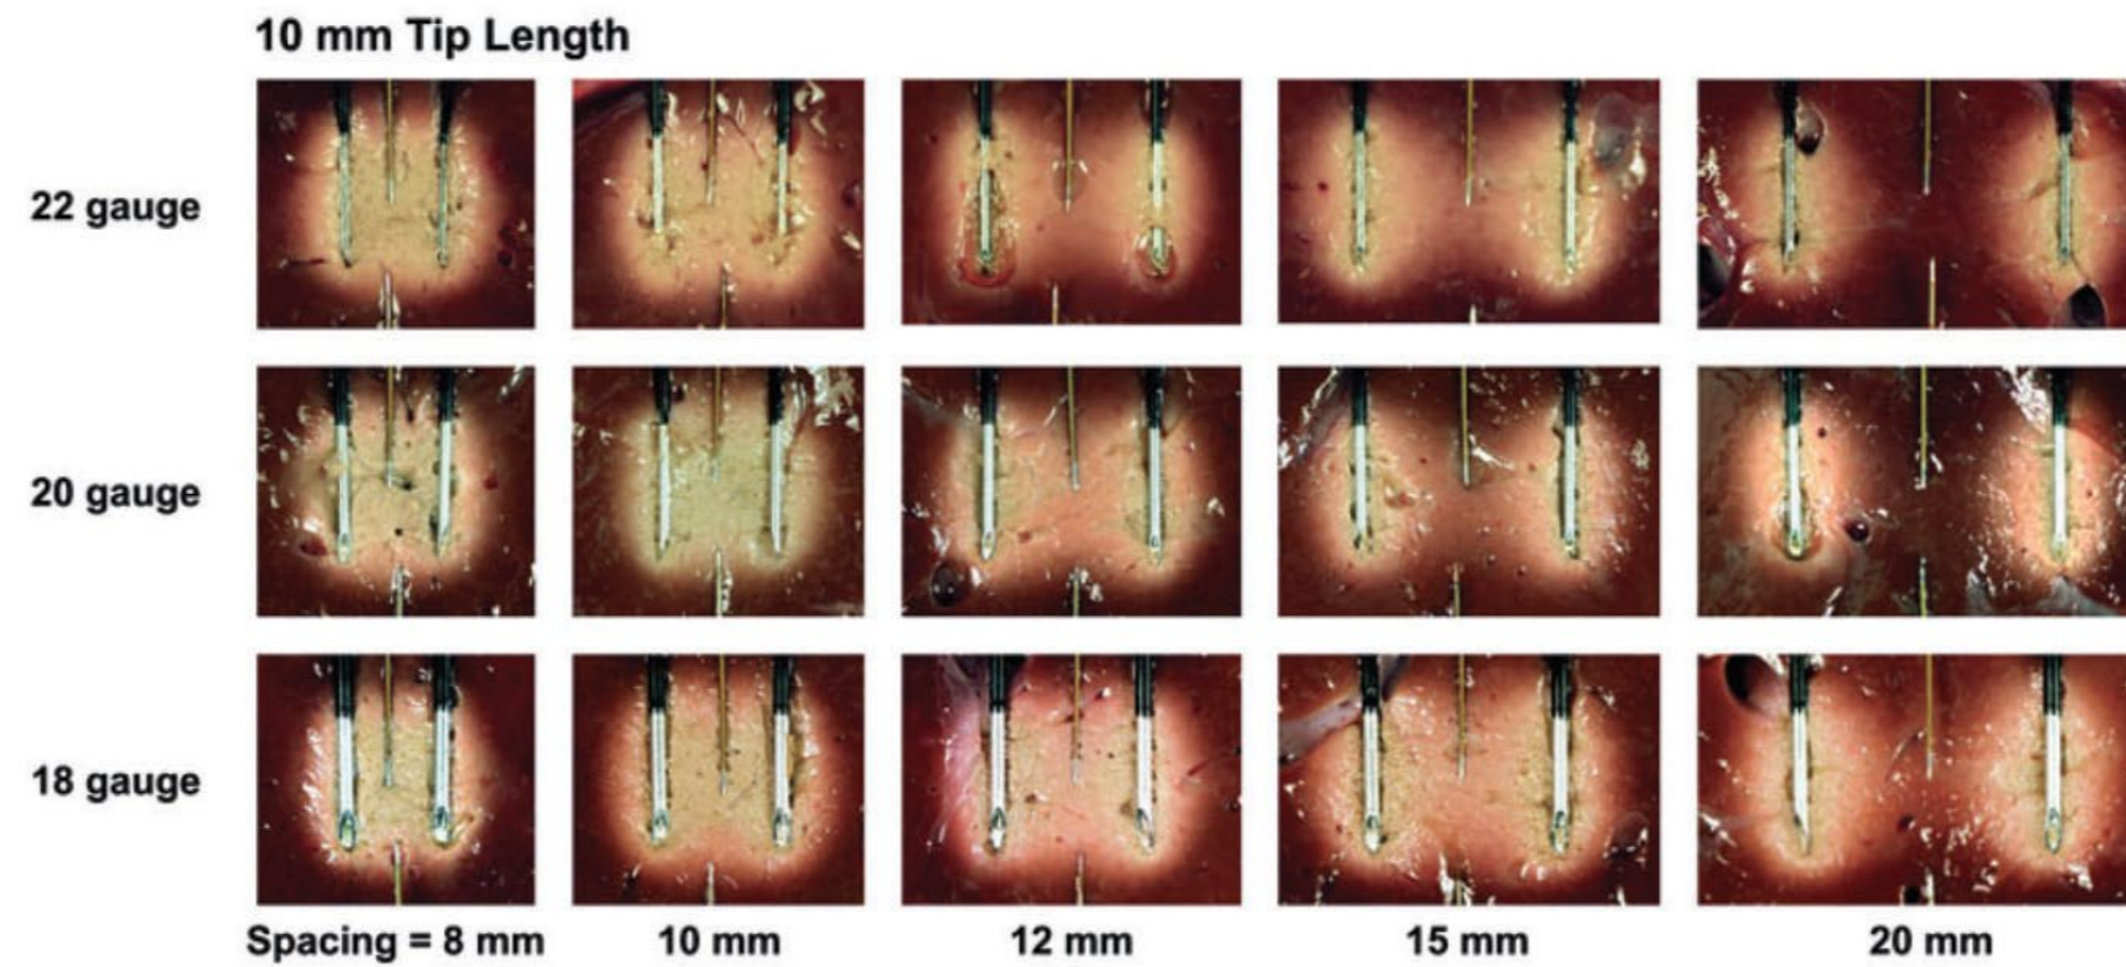 10 mm Tip Length
22 gauge
20 gauge
18 gauge
Spacing = 8 mm 10 mm 12 mm 15 mm 20 mm